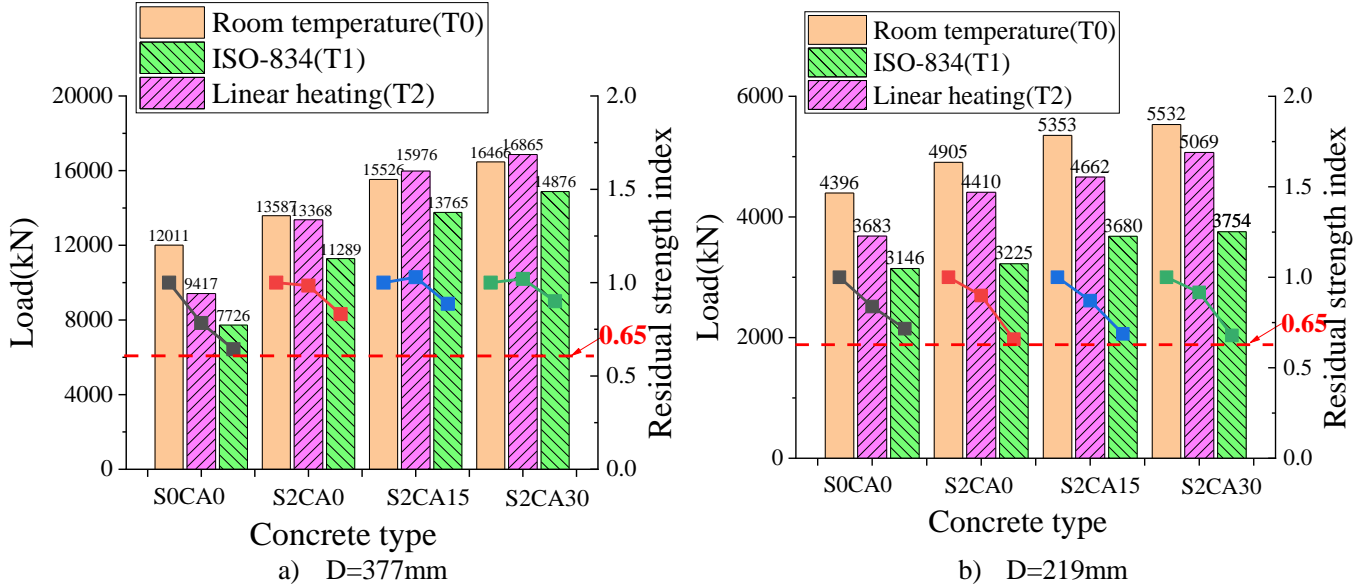 Room temperature(T0)
ISO-834(T1)
Linear heating(T2)
20000
16000
12000
8000
4000
0
Load(kN)
12011
9417
7726
13587
13368
11289
15526
15976
13765
16466
16865
14876
2.0
1.5
1.0
0.5
0.0
0.65
Residual strength index
S0CA0
S2CA0
S2CA15
S2CA30
Concrete type
a) D=377mm
Room temperature(T0)
ISO-834(T1)
Linear heating(T2)
6000
4000
2000
0
Load(kN)
4396
3683
3146
4905
4410
3225
5353
4662
3680
5532
5069
3754
2.0
1.5
1.0
0.5
0.0
0.65
Residual strength index
S0CA0
S2CA0
S2CA15
S2CA30
Concrete type
b) D=219mm